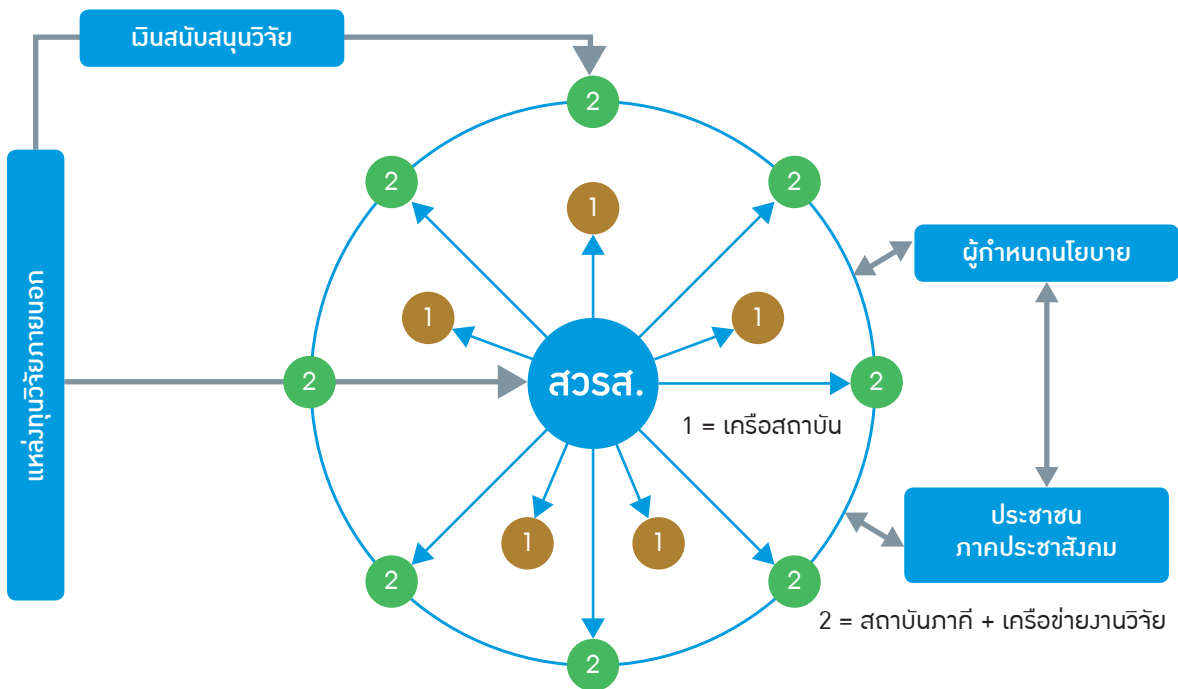 เงินสนับสนุนวิจัย
2
2
2
1
ผู้กำหนดนโยบาย
แหล่งทุนวิจัยภายนอก
1
1
2
สวรส.
2
1 = เครือสถาบัน
ประชาชน
ภาคประชาสังคม
1
1
2
2
2 = สถาบันภาคี + เครือข่ายงานวิจัย
2